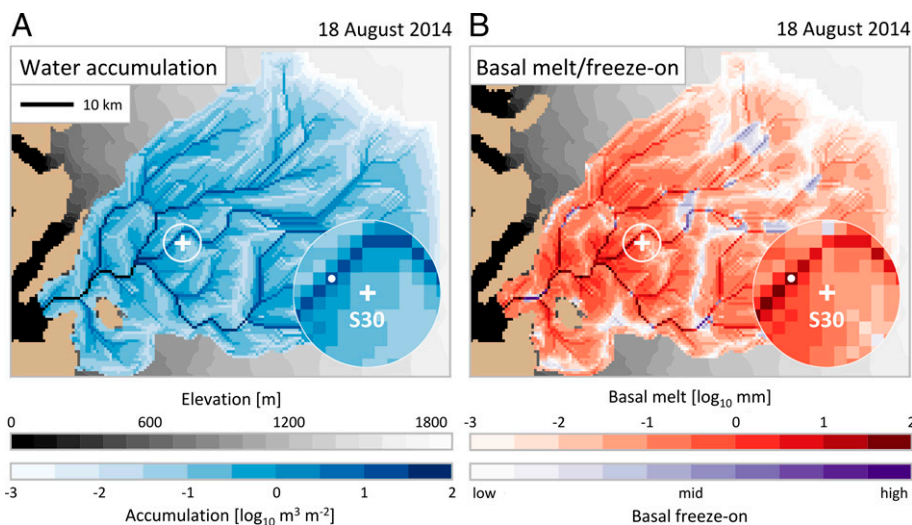 A
18 August 2014
Water accumulation
10 km
S30
Elevation [m]
0 600 1200 1800
-3 -2 -1 0 1 2
Accumulation [log₁₀ m³ m⁻²]
B
18 August 2014
Basal melt/freeze-on
S30
Basal melt [log₁₀ mm]
-3 -2 -1 0 1 2
low mid high
Basal freeze-on